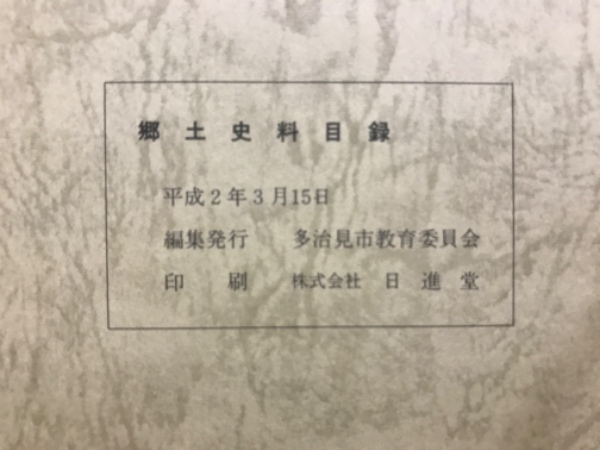 郷土史料目録
平成2年3月15日
編集発行　多治見市教育委員会
印　刷　株式会社　日　進　堂